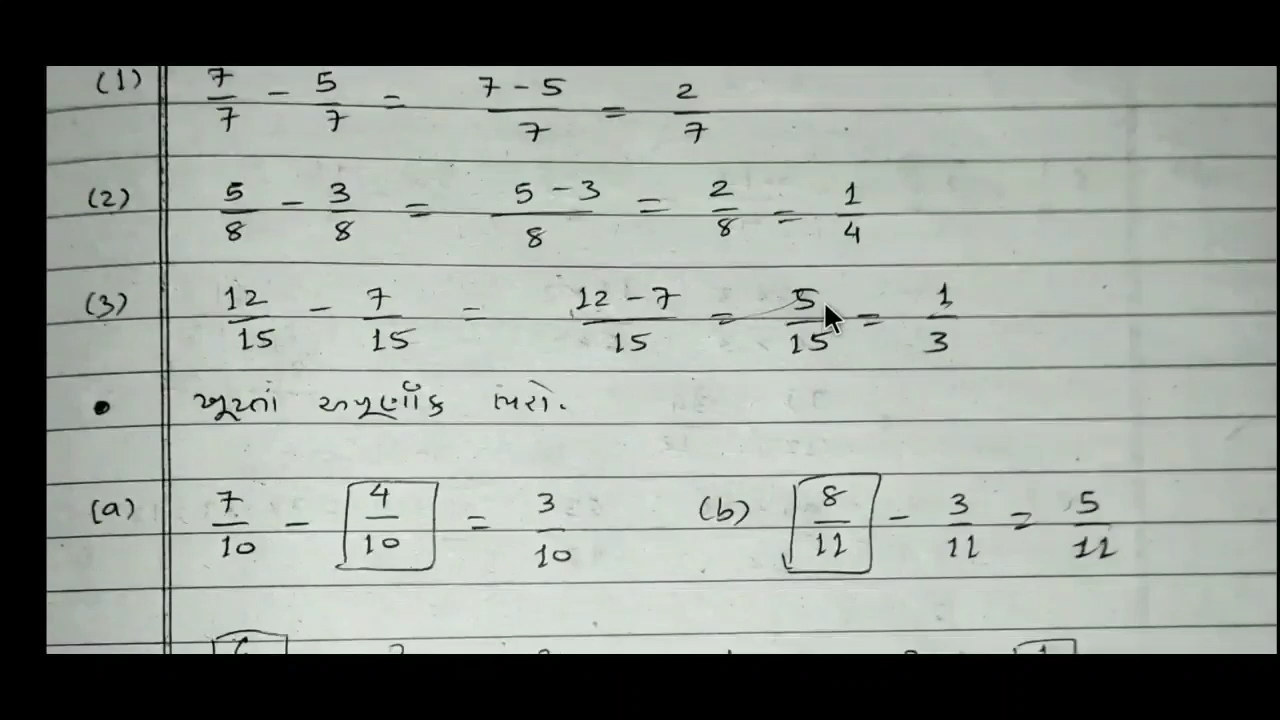 (1) 7/7 - 5/7 = 7-5/7 = 2/7
(2) 5/8 - 3/8 = 5-3/8 = 2/8 = 1/4
(3) 12/15 - 7/15 = 12-7/15 = 5/15 = 1/3
• ખૂટતાં અપૂર્ણાંક ભરો.
(a) 7/10 - 4/10 = 3/10 (b) 8/11 - 3/11 = 5/11